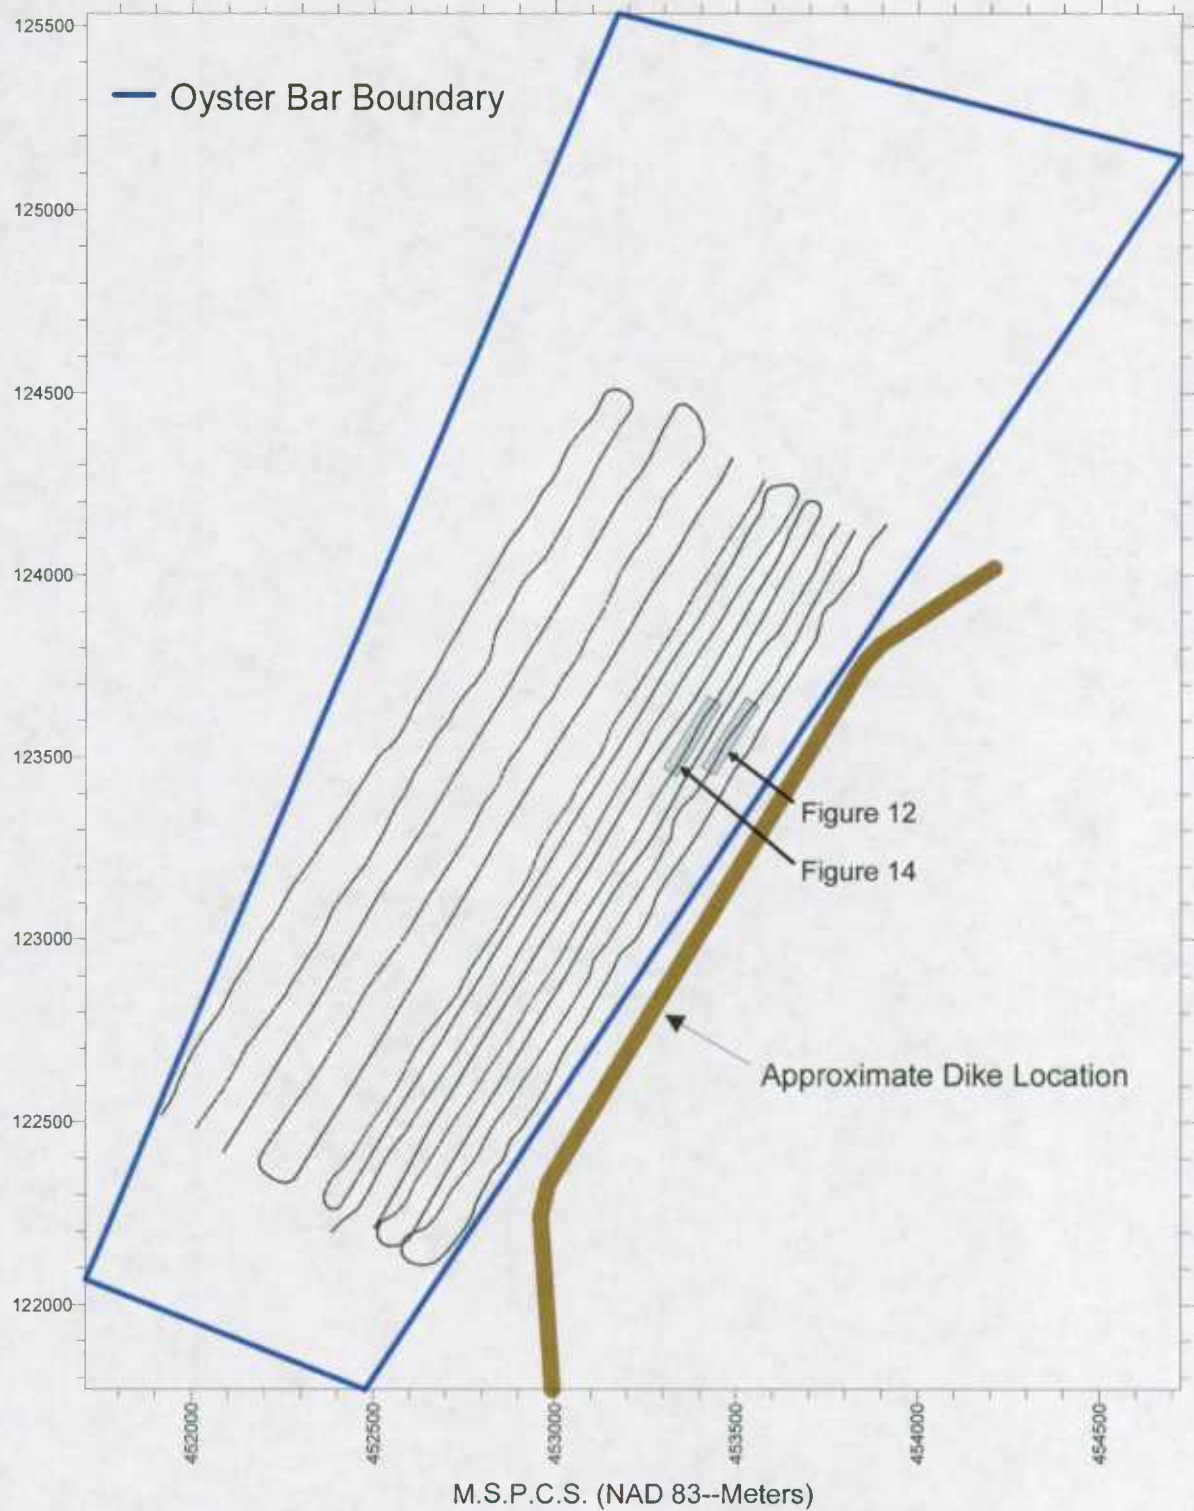 125500
Oyster Bar Boundary
125000
124500
124000
123500
Figure 12
Figure 14
123000
Approximate Dike Location
122500
122000
452000
452500
453000
453500
454000
454500
M.S.P.C.S. (NAD 83--Meters)